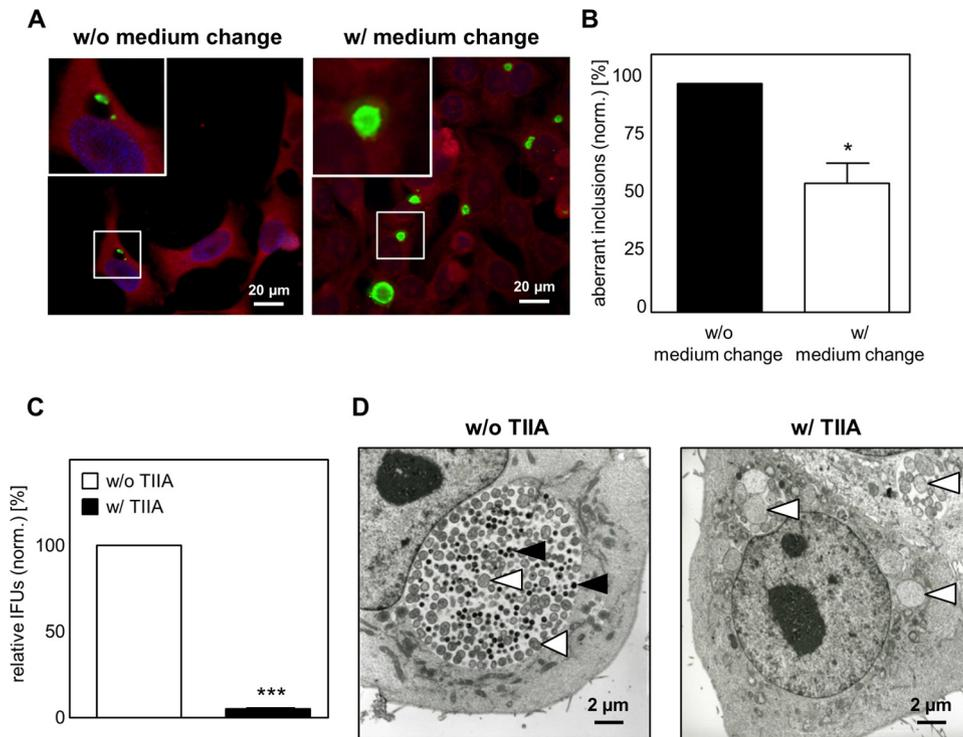 A
w/o medium change
w/ medium change
20 µm
20 µm
B
aberrant inclusions (norm.) [%]
100
75
50
25
0
*
w/o
medium change
w/
medium change
C
relative IFUs (norm.) [%]
w/o TIIA
w/ TIIA
100
50
0
***
D
w/o TIIA
w/ TIIA
2 µm
2 µm